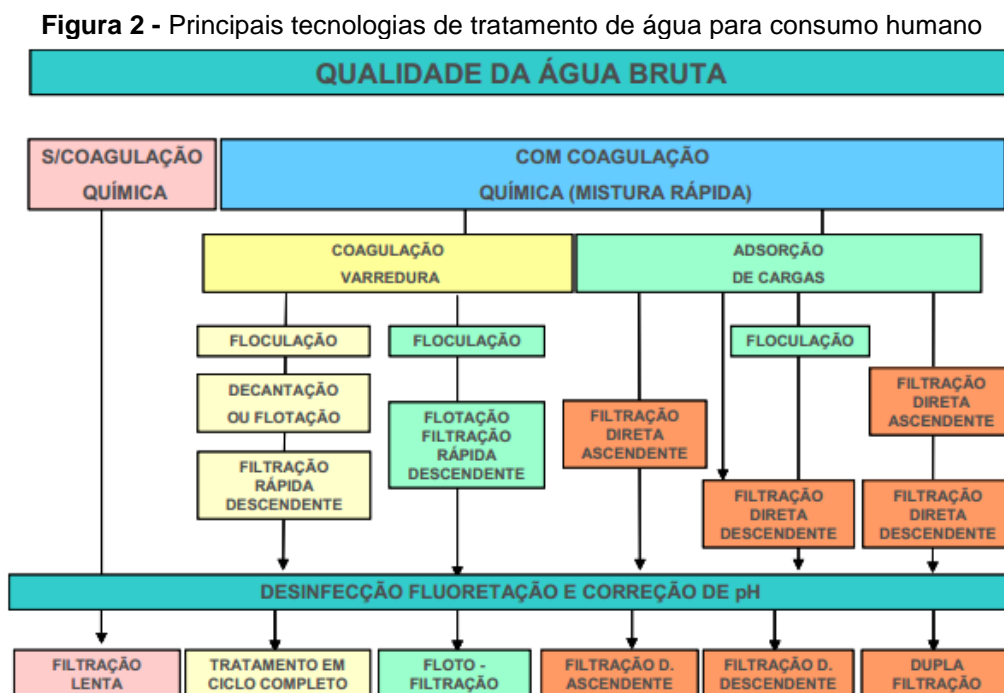 Figura 2 - Principais tecnologias de tratamento de água para consumo humano
QUALIDADE DA ÁGUA BRUTA
S/COAGULAÇÃO
QUÍMICA
COM COAGULAÇÃO
QUÍMICA (MISTURA RÁPIDA)
COAGULAÇÃO
VARREDURA
ADSORÇÃO
DE CARGAS
FLOCULAÇÃO
DECANTAÇÃO
OU FLOTAÇÃO
FILTRAÇÃO
RÁPIDA
DESCENDENTE
FLOCULAÇÃO
FLOTAÇÃO
FILTRAÇÃO
RÁPIDA
DESCENDENTE
FILTRAÇÃO
DIRETA
ASCENDENTE
FLOCULAÇÃO
FILTRAÇÃO
DIRETA
DESCENDENTE
FILTRAÇÃO
DIRETA
ASCENDENTE
FILTRAÇÃO
DIRETA
DESCENDENTE
DESINFECÇÃO FLUORETAÇÃO E CORREÇÃO DE pH
FILTRAÇÃO
LENTA
TRATAMENTO EM
CICLO COMPLETO
FLOTO -
FILTRAÇÃO
FILTRAÇÃO D.
ASCENDENTE
FILTRAÇÃO D.
DESCENDENTE
DUPLA
FILTRAÇÃO